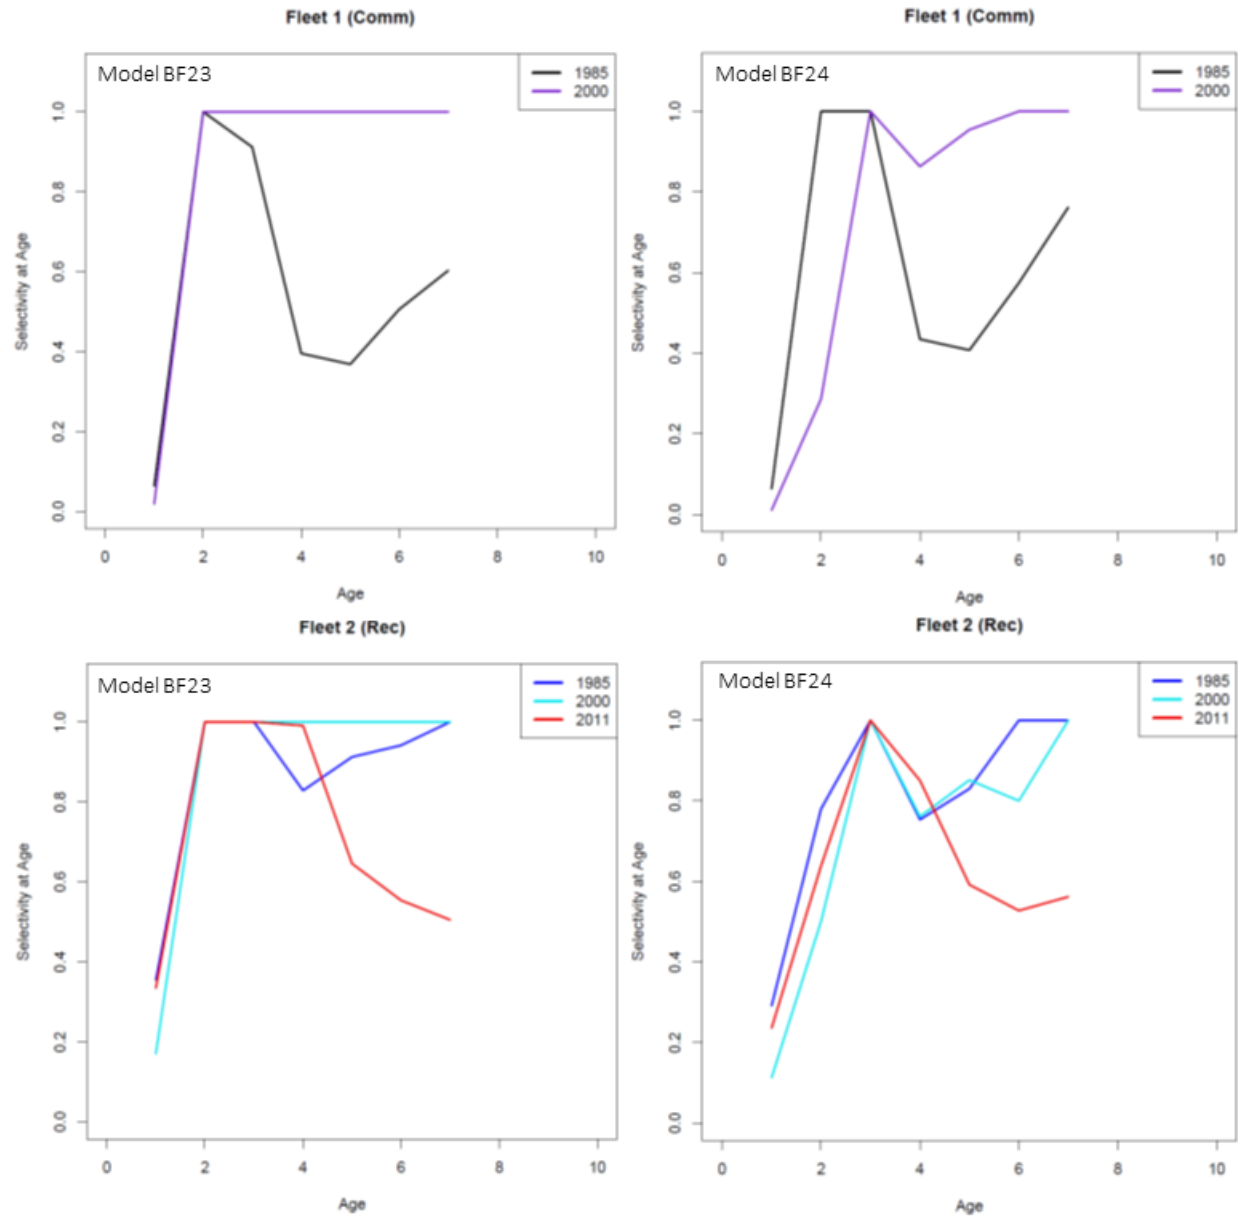 Fleet 1 (Comm)
Model BF23
1985
2000
1.0
0.8
0.6
0.4
0.2
0.0
Selectivity at Age
0 2 4 6 8 10
Age
Fleet 1 (Comm)
Model BF24
1985
2000
1.0
0.8
0.6
0.4
0.2
0.0
Selectivity at Age
0 2 4 6 8 10
Age
Fleet 2 (Rec)
Model BF23
1985
2000
2011
1.0
0.8
0.6
0.4
0.2
0.0
Selectivity at Age
0 2 4 6 8 10
Age
Fleet 2 (Rec)
Model BF24
1985
2000
2011
1.0
0.8
0.6
0.4
0.2
0.0
Selectivity at Age
0 2 4 6 8 10
Age